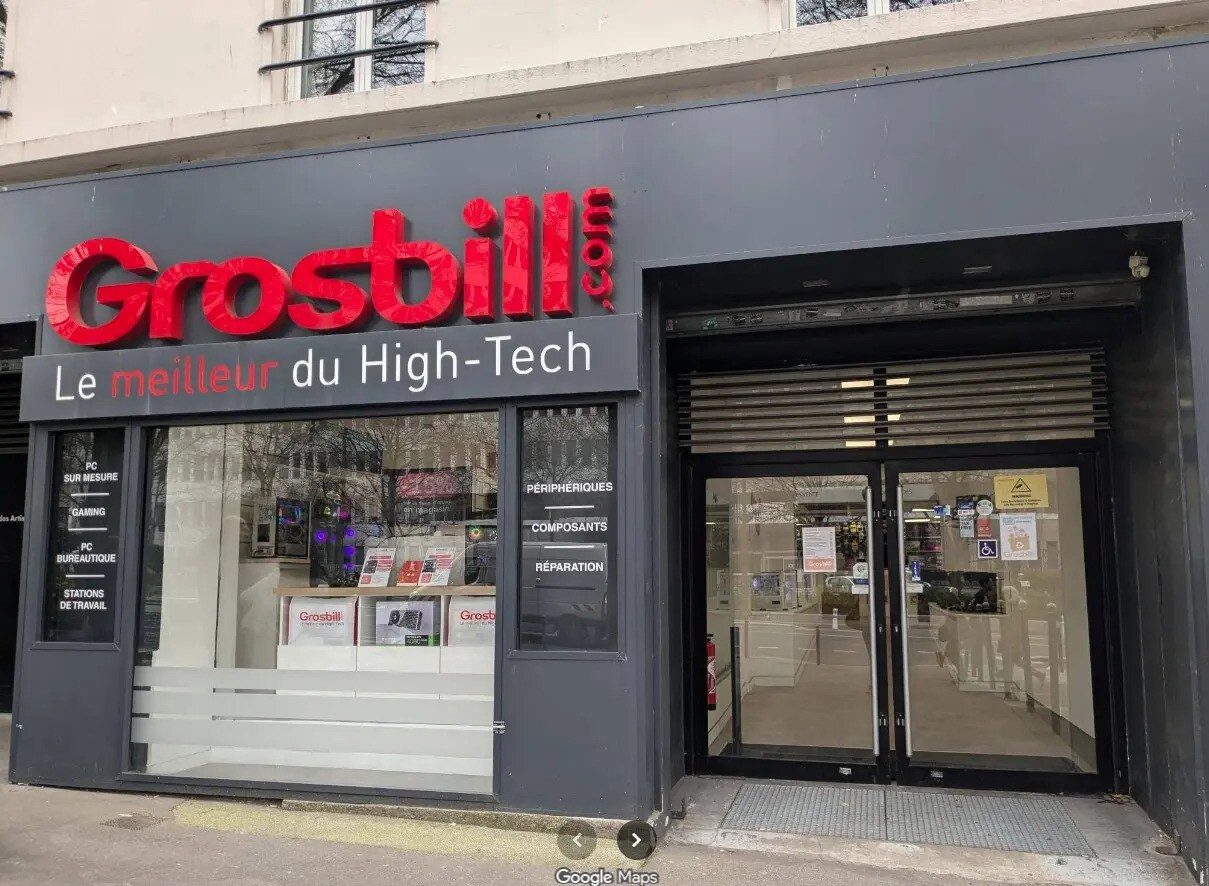 Grosbill
.com
Le meilleur du High-Tech
PC
SUR MESURE
GAMING
PC
BUREAUTIQUE
STATIONS
DE TRAVAIL
PÉRIPHÉRIQUES
COMPOSANTS
RÉPARATION
Grosbill
Grosbill
Grosbill
Google Maps